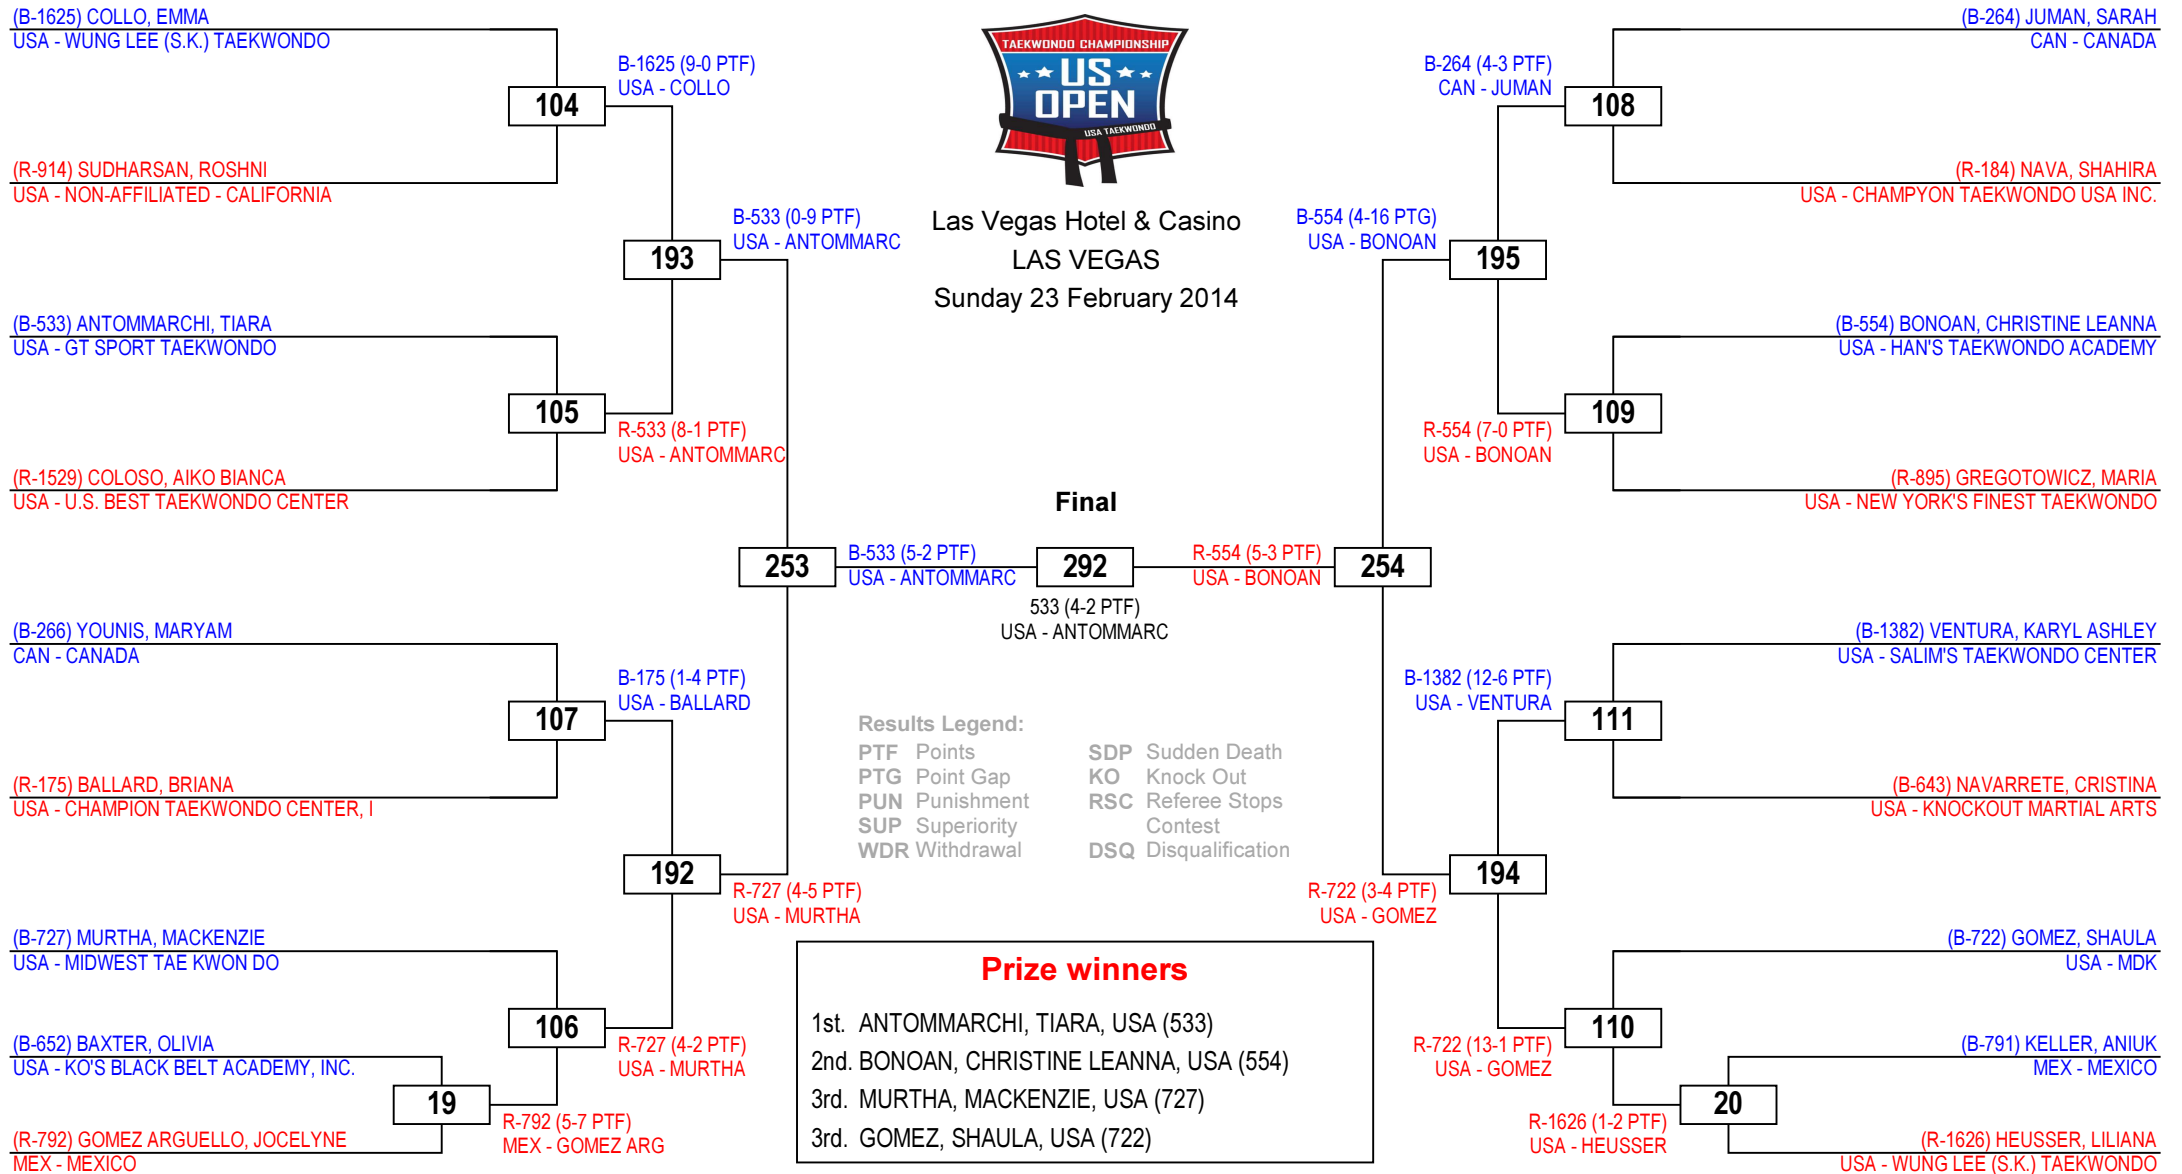 (B-1625) COLLO, EMMA
USA - WUNG LEE (S.K.) TAEKWONDO
B-1625 (9-0 PTF)
USA - COLLO
104
(R-914) SUDHARSAN, ROSHNI
USA - NON-AFFILIATED - CALIFORNIA
B-533 (0-9 PTF)
USA - ANTOMMARC
193
(B-533) ANTOMMARCHI, TIARA
USA - GT SPORT TAEKWONDO
105
R-533 (8-1 PTF)
USA - ANTOMMARC
(R-1529) COLOSO, AIKO BIANCA
USA - U.S. BEST TAEKWONDO CENTER
253
B-533 (5-2 PTF)
USA - ANTOMMARC
(B-266) YOUNIS, MARYAM
CAN - CANADA
B-175 (1-4 PTF)
USA - BALLARD
107
(R-175) BALLARD, BRIANA
USA - CHAMPION TAEKWONDO CENTER, I
192
R-727 (4-5 PTF)
USA - MURTHA
(B-727) MURTHA, MACKENZIE
USA - MIDWEST TAE KWON DO
106
R-727 (4-2 PTF)
USA - MURTHA
(B-652) BAXTER, OLIVIA
USA - KO'S BLACK BELT ACADEMY, INC.
19
R-792 (5-7 PTF)
MEX - GOMEZ ARG
(R-792) GOMEZ ARGUELLO, JOCELYNE
MEX - MEXICO
TAEKWONDO CHAMPIONSHIP
US
OPEN
USA TAEKWONDO
Las Vegas Hotel & Casino
LAS VEGAS
Sunday 23 February 2014
Final
292
533 (4-2 PTF)
USA - ANTOMMARC
Results Legend:
PTF Points SDP Sudden Death
PTG Point Gap KO Knock Out
PUN Punishment RSC Referee Stops
SUP Superiority Contest
WDR Withdrawal DSQ Disqualification
Prize winners
1st. ANTOMMARCHI, TIARA, USA (533)
2nd. BONOAN, CHRISTINE LEANNA, USA (554)
3rd. MURTHA, MACKENZIE, USA (727)
3rd. GOMEZ, SHAULA, USA (722)
(B-264) JUMAN, SARAH
CAN - CANADA
B-264 (4-3 PTF)
CAN - JUMAN
108
(R-184) NAVA, SHAHIRA
USA - CHAMPYON TAEKWONDO USA INC.
B-554 (4-16 PTG)
USA - BONOAN
195
(B-554) BONOAN, CHRISTINE LEANNA
USA - HAN'S TAEKWONDO ACADEMY
109
R-554 (7-0 PTF)
USA - BONOAN
(R-895) GREGOTOWICZ, MARIA
USA - NEW YORK'S FINEST TAEKWONDO
R-554 (5-3 PTF)
USA - BONOAN
254
(B-1382) VENTURA, KARYL ASHLEY
USA - SALIM'S TAEKWONDO CENTER
B-1382 (12-6 PTF)
USA - VENTURA
111
(B-643) NAVARRETE, CRISTINA
USA - KNOCKOUT MARTIAL ARTS
194
R-722 (3-4 PTF)
USA - GOMEZ
(B-722) GOMEZ, SHAULA
USA - MDK
110
R-722 (13-1 PTF)
USA - GOMEZ
(B-791) KELLER, ANIUK
MEX - MEXICO
20
R-1626 (1-2 PTF)
USA - HEUSSER
(R-1626) HEUSSER, LILIANA
USA - WUNG LEE (S.K.) TAEKWONDO